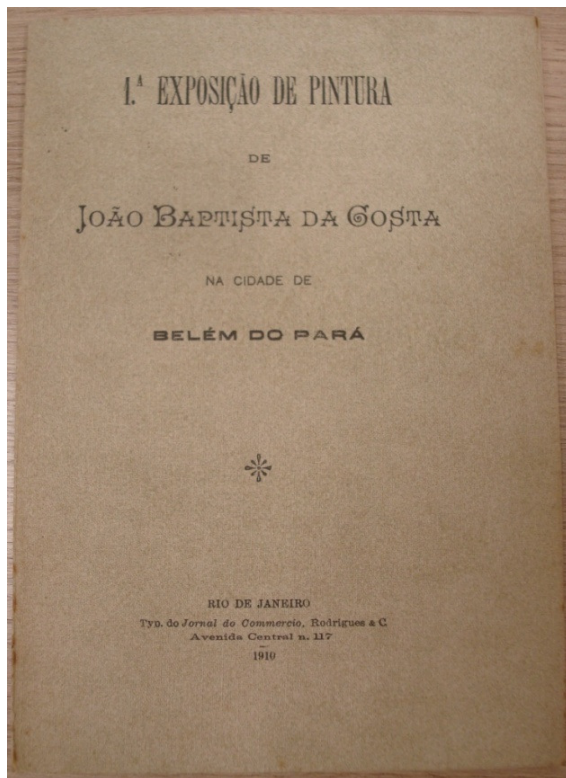 1.ª EXPOSIÇÃO DE PINTURA
DE
JOÃO BAPTISTA DA COSTA
NA CIDADE DE
BELÉM DO PARÁ
RIO DE JANEIRO
Typ. do Jornal do Commercio, Rodrigues & C.
Avenida Central n. 117
1910